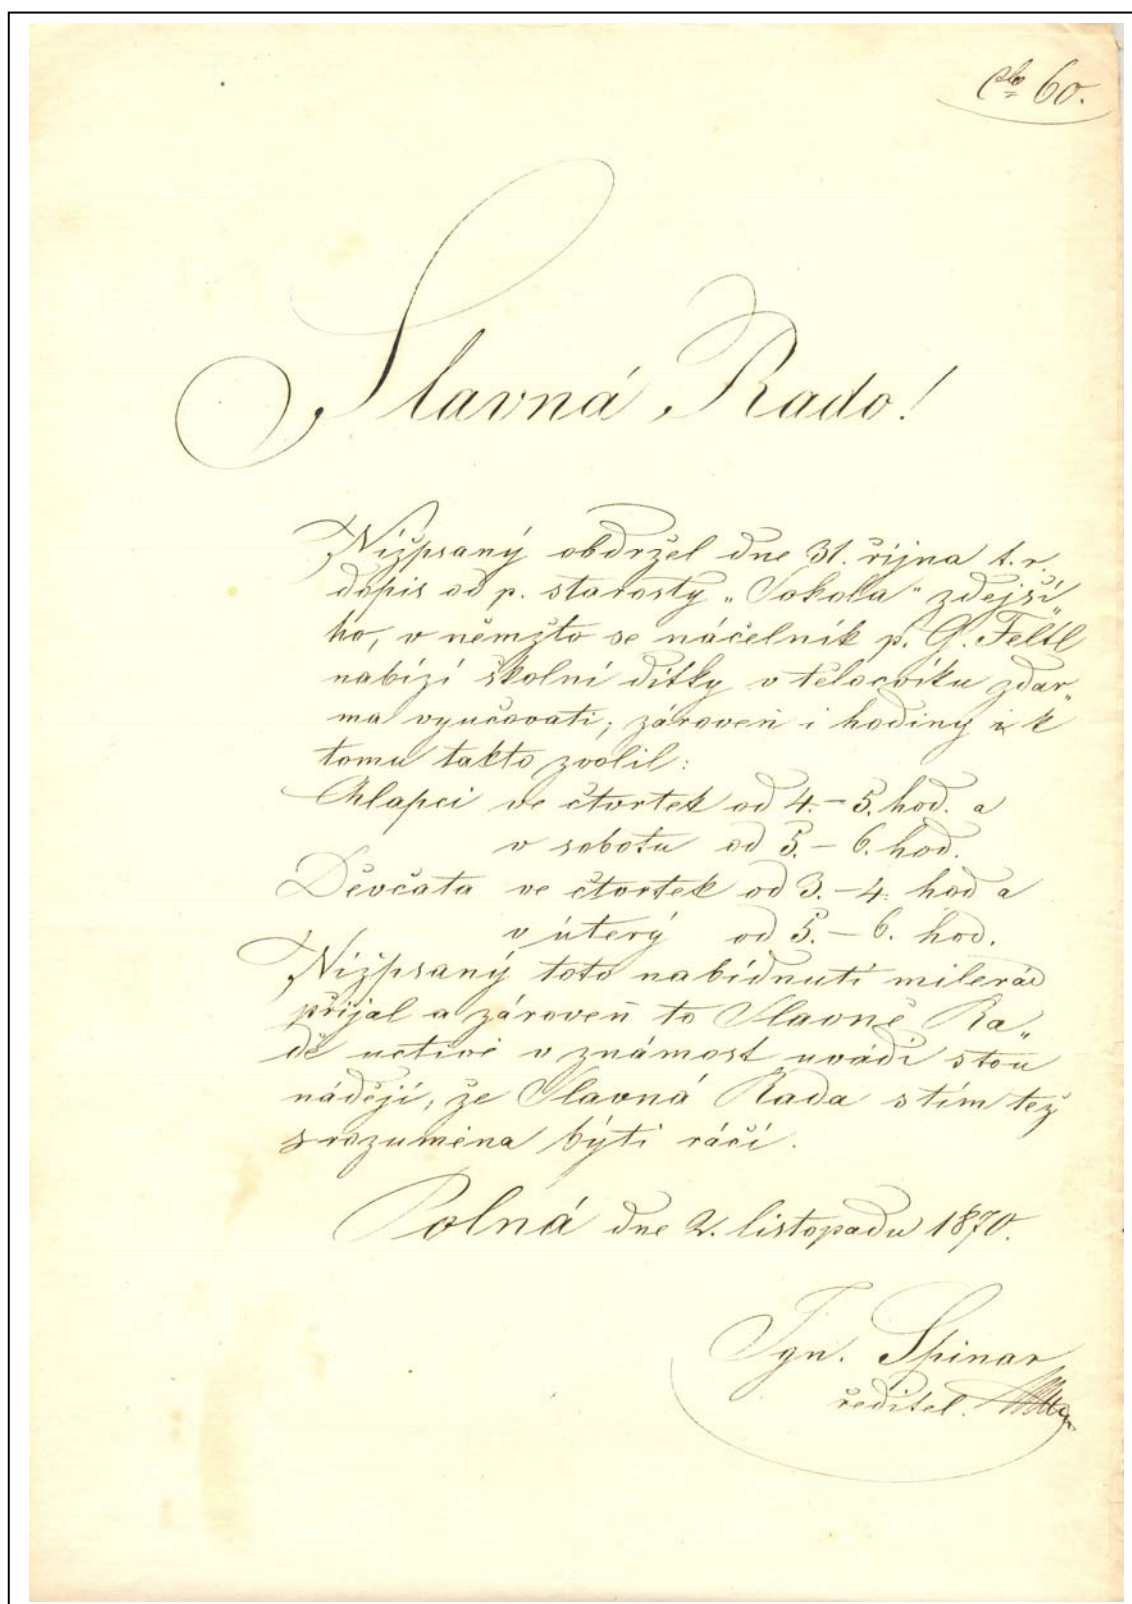 čís 60.
Slavná Rado!
Nížpsaný obdržel dne 31. října t. r.
dopis od p. starosty „Sokola" zdejší„
ho, v němžto se náčelník p. G. Feltl
nabízí školní dítky v tělocviku zdar„
ma vyučovati; zároveň i hodiny k
tomu takto zvolil:
Chlapci ve čtvrtek od 4.–5. hod. a
v sobotu od 5.–6. hod.
Děvčata ve čtvrtek od 3.–4. hod a
v úterý od 5.–6. hod.
Nížpsaný toto nabídnutí milerád
přijal a zároveň to Slavné Ra„
dě uctivě v známost uvádí s tou
nádějí, že Slavná Rada s tím též
srozuměna býti ráčí.
Polná dne 2. listopadu 1870.
Ign. Špinar
ředitel.